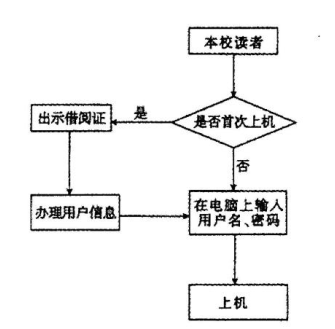 本校读者
是否首次上机
是
出示借阅证
否
办理用户信息
在电脑上输入
用户名、密码
上机